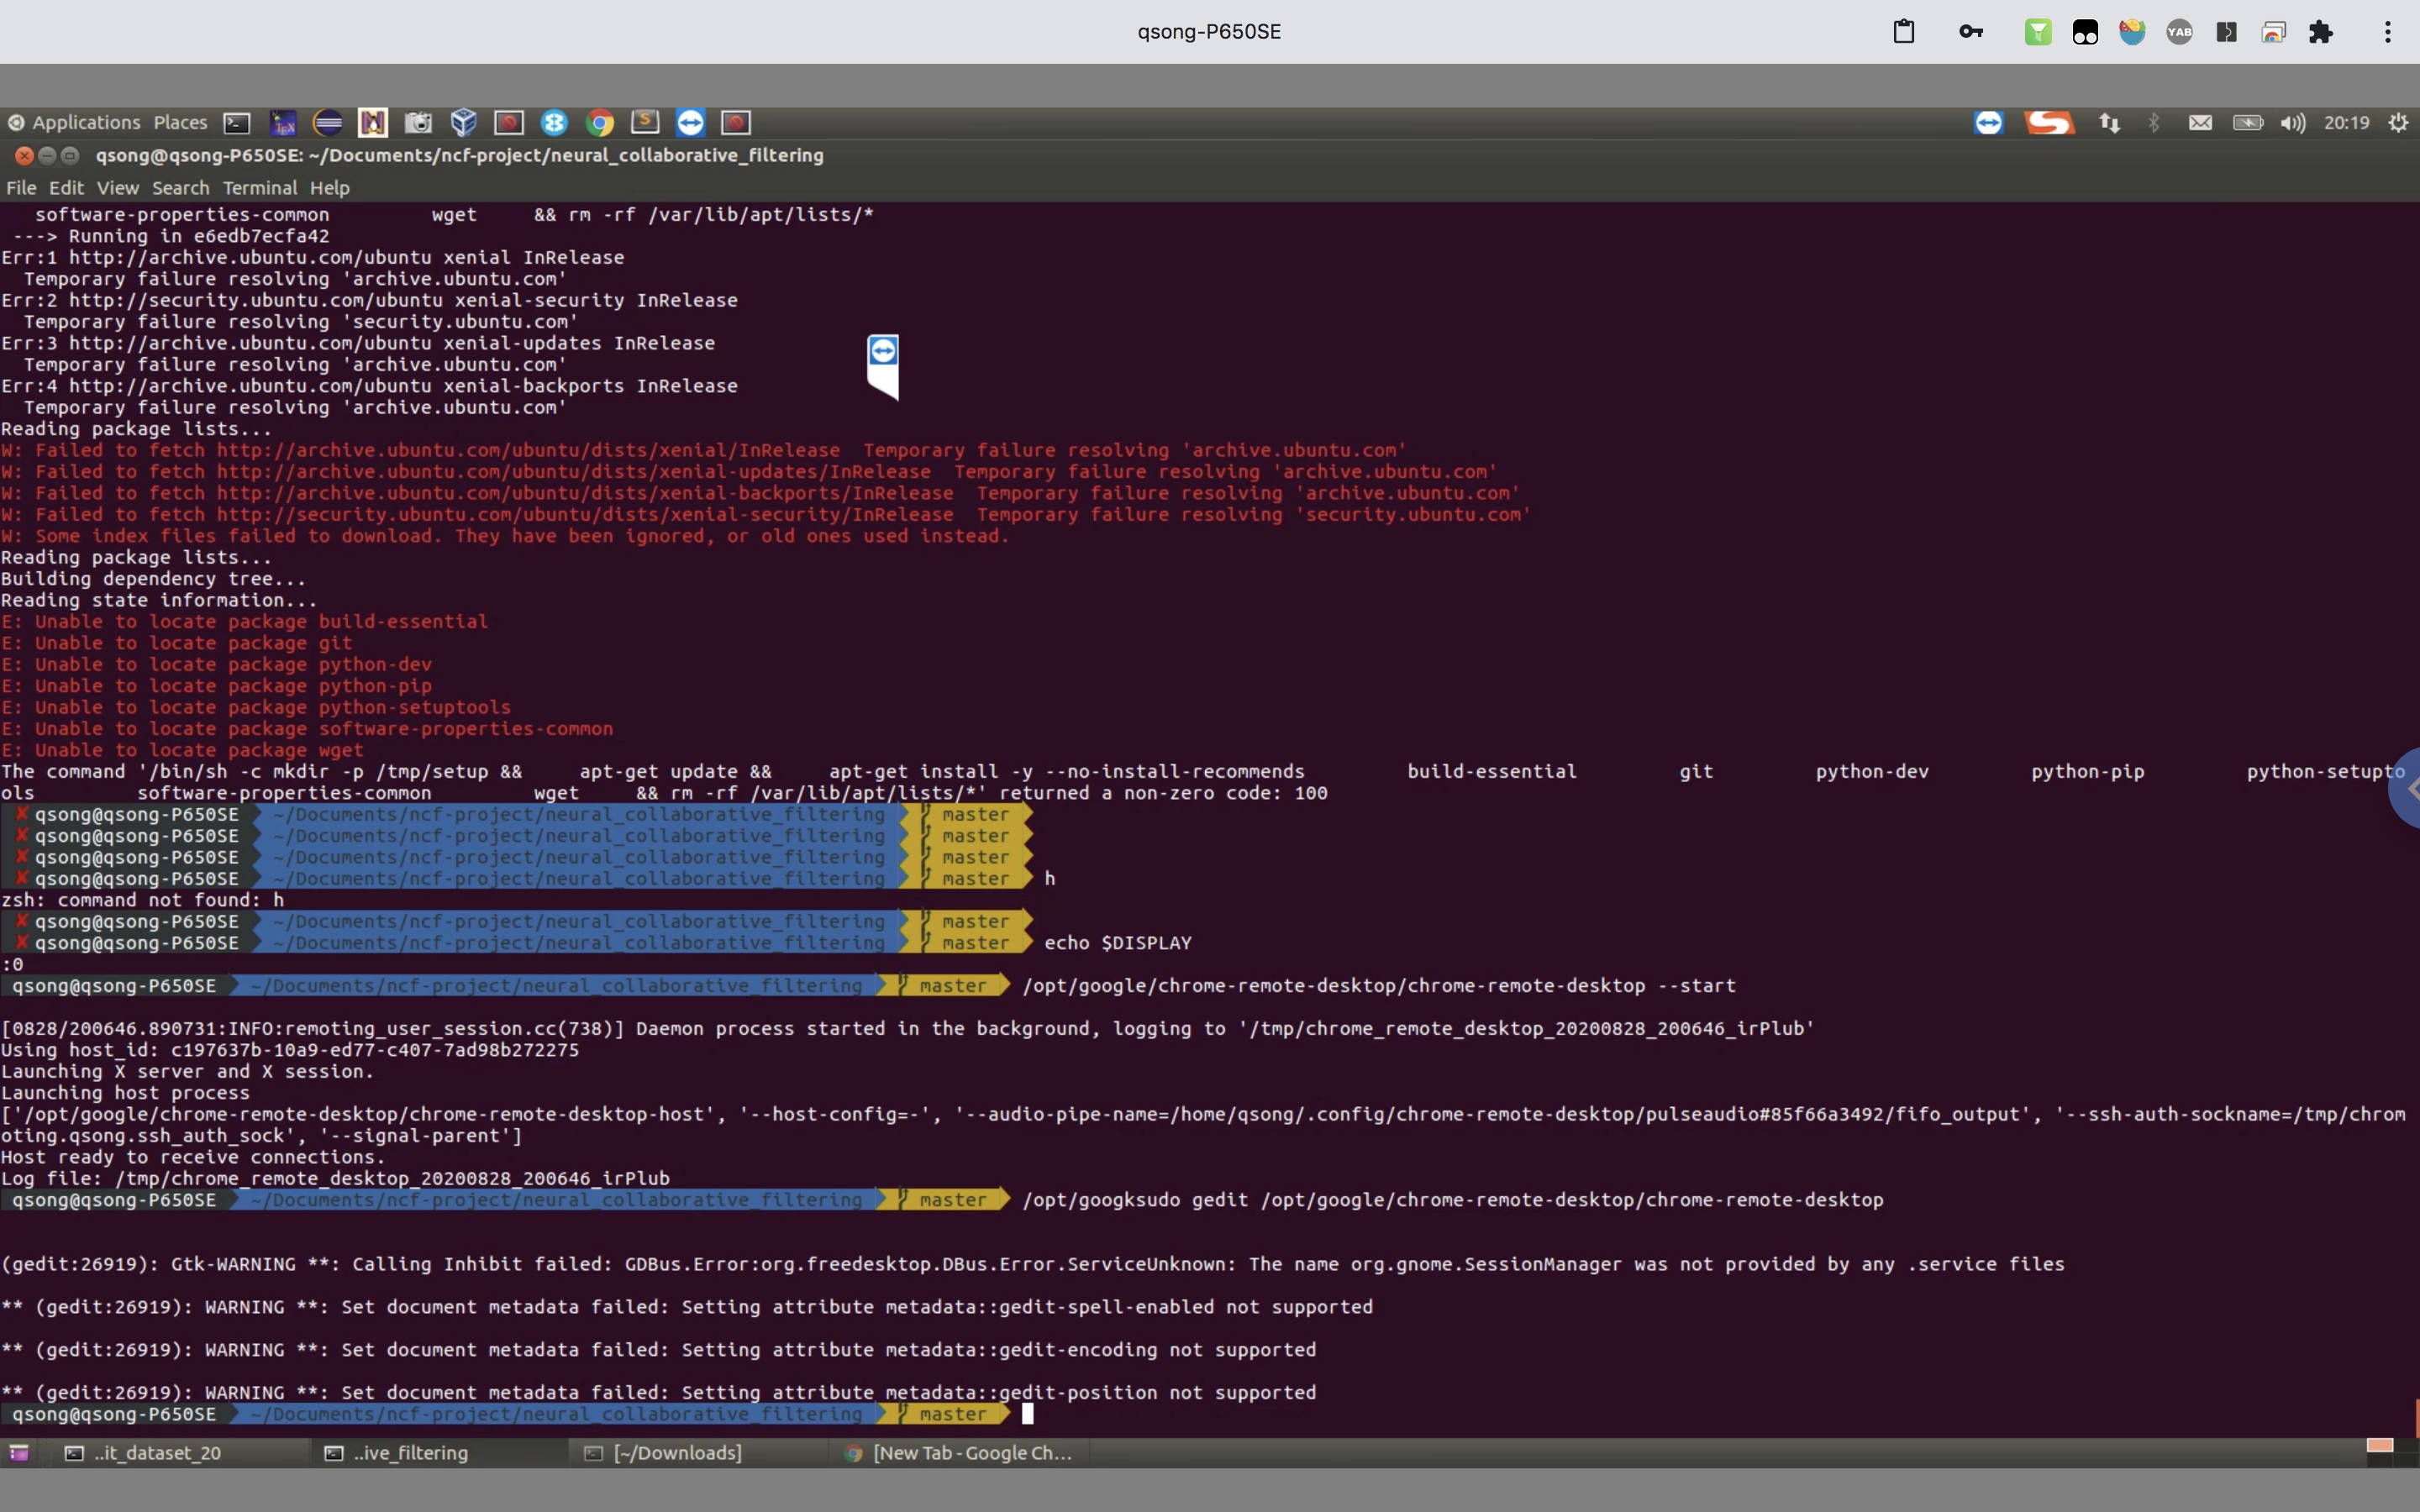 qsong-P650SE
YAB
Applications Places TEX S 20:19
qsong@qsong-P650SE: ~/Documents/ncf-project/neural_collaborative_filtering
File Edit View Search Terminal Help
software-properties-common wget && rm -rf /var/lib/apt/lists/*
---> Running in e6edb7ecfa42
Err:1 http://archive.ubuntu.com/ubuntu xenial InRelease
Temporary failure resolving 'archive.ubuntu.com'
Err:2 http://security.ubuntu.com/ubuntu xenial-security InRelease
Temporary failure resolving 'security.ubuntu.com'
Err:3 http://archive.ubuntu.com/ubuntu xenial-updates InRelease
Temporary failure resolving 'archive.ubuntu.com'
Err:4 http://archive.ubuntu.com/ubuntu xenial-backports InRelease
Temporary failure resolving 'archive.ubuntu.com'
Reading package lists...
W: Failed to fetch http://archive.ubuntu.com/ubuntu/dists/xenial/InRelease  Temporary failure resolving 'archive.ubuntu.com'
W: Failed to fetch http://archive.ubuntu.com/ubuntu/dists/xenial-updates/InRelease  Temporary failure resolving 'archive.ubuntu.com'
W: Failed to fetch http://archive.ubuntu.com/ubuntu/dists/xenial-backports/InRelease  Temporary failure resolving 'archive.ubuntu.com'
W: Failed to fetch http://security.ubuntu.com/ubuntu/dists/xenial-security/InRelease  Temporary failure resolving 'security.ubuntu.com'
W: Some index files failed to download. They have been ignored, or old ones used instead.
Reading package lists...
Building dependency tree...
Reading state information...
E: Unable to locate package build-essential
E: Unable to locate package git
E: Unable to locate package python-dev
E: Unable to locate package python-pip
E: Unable to locate package python-setuptools
E: Unable to locate package software-properties-common
E: Unable to locate package wget
The command '/bin/sh -c mkdir -p /tmp/setup && apt-get update && apt-get install -y --no-install-recommends build-essential git python-dev python-pip python-setupto
ols software-properties-common wget && rm -rf /var/lib/apt/lists/*' returned a non-zero code: 100
✘ qsong@qsong-P650SE ~/Documents/ncf-project/neural_collaborative_filtering master
✘ qsong@qsong-P650SE ~/Documents/ncf-project/neural_collaborative_filtering master
✘ qsong@qsong-P650SE ~/Documents/ncf-project/neural_collaborative_filtering master
✘ qsong@qsong-P650SE ~/Documents/ncf-project/neural_collaborative_filtering master h
zsh: command not found: h
✘ qsong@qsong-P650SE ~/Documents/ncf-project/neural_collaborative_filtering master
✘ qsong@qsong-P650SE ~/Documents/ncf-project/neural_collaborative_filtering master echo $DISPLAY
:0
qsong@qsong-P650SE ~/Documents/ncf-project/neural_collaborative_filtering master /opt/google/chrome-remote-desktop/chrome-remote-desktop --start
[0828/200646.890731:INFO:remoting_user_session.cc(738)] Daemon process started in the background, logging to '/tmp/chrome_remote_desktop_20200828_200646_irPlub'
Using host_id: c197637b-10a9-ed77-c407-7ad98b272275
Launching X server and X session.
Launching host process
['/opt/google/chrome-remote-desktop/chrome-remote-desktop-host', '--host-config=-', '--audio-pipe-name=/home/qsong/.config/chrome-remote-desktop/pulseaudio#85f66a3492/fifo_output', '--ssh-auth-sockname=/tmp/chrom
oting.qsong.ssh_auth_sock', '--signal-parent']
Host ready to receive connections.
Log file: /tmp/chrome_remote_desktop_20200828_200646_irPlub
qsong@qsong-P650SE ~/Documents/ncf-project/neural_collaborative_filtering master /opt/googksudo gedit /opt/google/chrome-remote-desktop/chrome-remote-desktop
(gedit:26919): Gtk-WARNING **: Calling Inhibit failed: GDBus.Error:org.freedesktop.DBus.Error.ServiceUnknown: The name org.gnome.SessionManager was not provided by any .service files
** (gedit:26919): WARNING **: Set document metadata failed: Setting attribute metadata::gedit-spell-enabled not supported
** (gedit:26919): WARNING **: Set document metadata failed: Setting attribute metadata::gedit-encoding not supported
** (gedit:26919): WARNING **: Set document metadata failed: Setting attribute metadata::gedit-position not supported
qsong@qsong-P650SE ~/Documents/ncf-project/neural_collaborative_filtering master
..it_dataset_20 ..ive_filtering [~/Downloads] [New Tab - Google Ch...